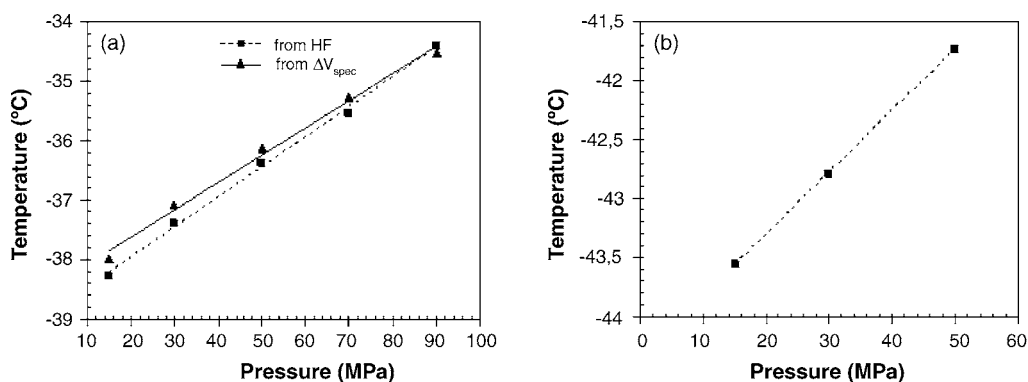 (a)
from HF
from ΔVspec
Temperature (ºC)
-34
-35
-36
-37
-38
-39
10 20 30 40 50 60 70 80 90 100
Pressure (MPa)
(b)
Temperature (ºC)
-41,5
-42
-42,5
-43
-43,5
-44
0 10 20 30 40 50 60
Pressure (MPa)